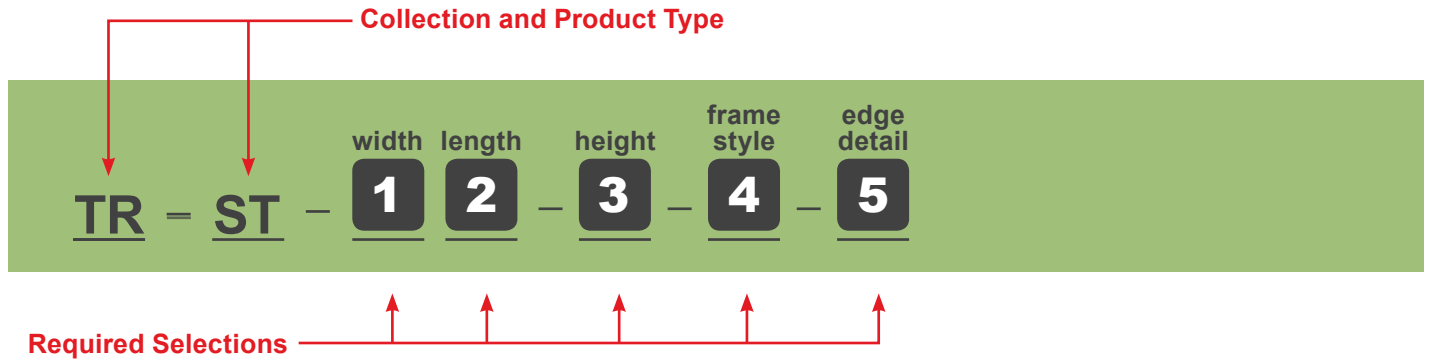 Collection and Product Type
frame edge
width length height style detail
TR = ST – 1 2 – 3 – 4 – 5
Required Selections